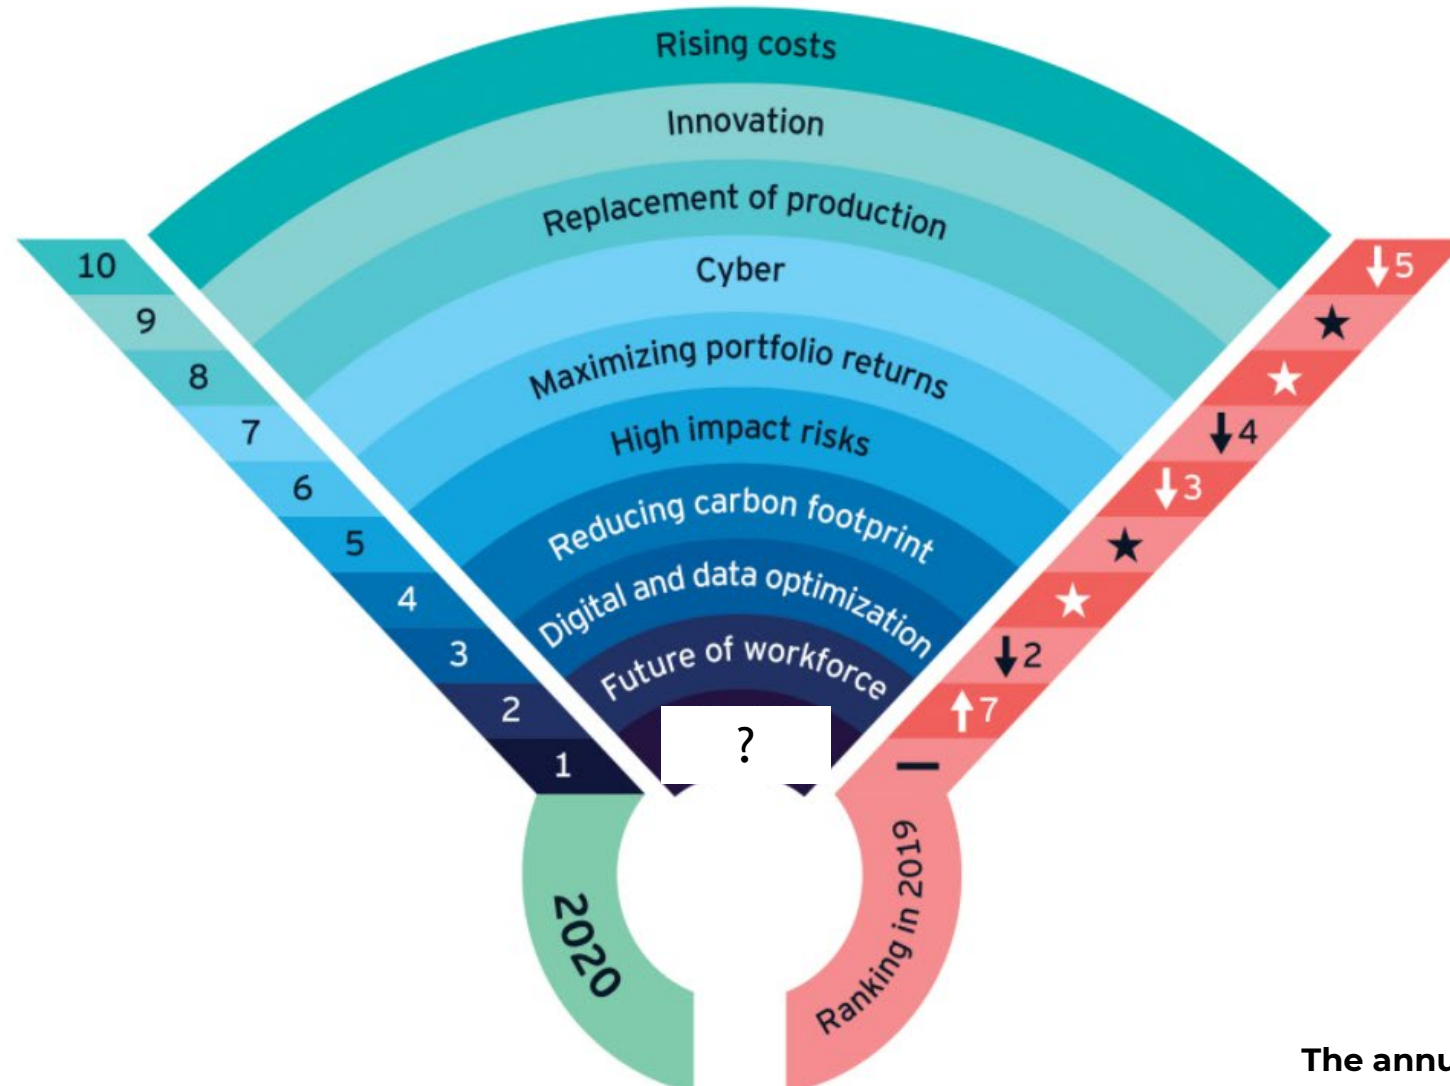 Rising costs
Innovation
Replacement of production
Cyber
Maximizing portfolio returns
High impact risks
Reducing carbon footprint
Digital and data optimization
Future of workforce
?
10
9
8
7
6
5
4
3
2
1
2020
↓5
★
★
↓4
↓3
★
★
↓2
↑7
—
Ranking in 2019
The annu